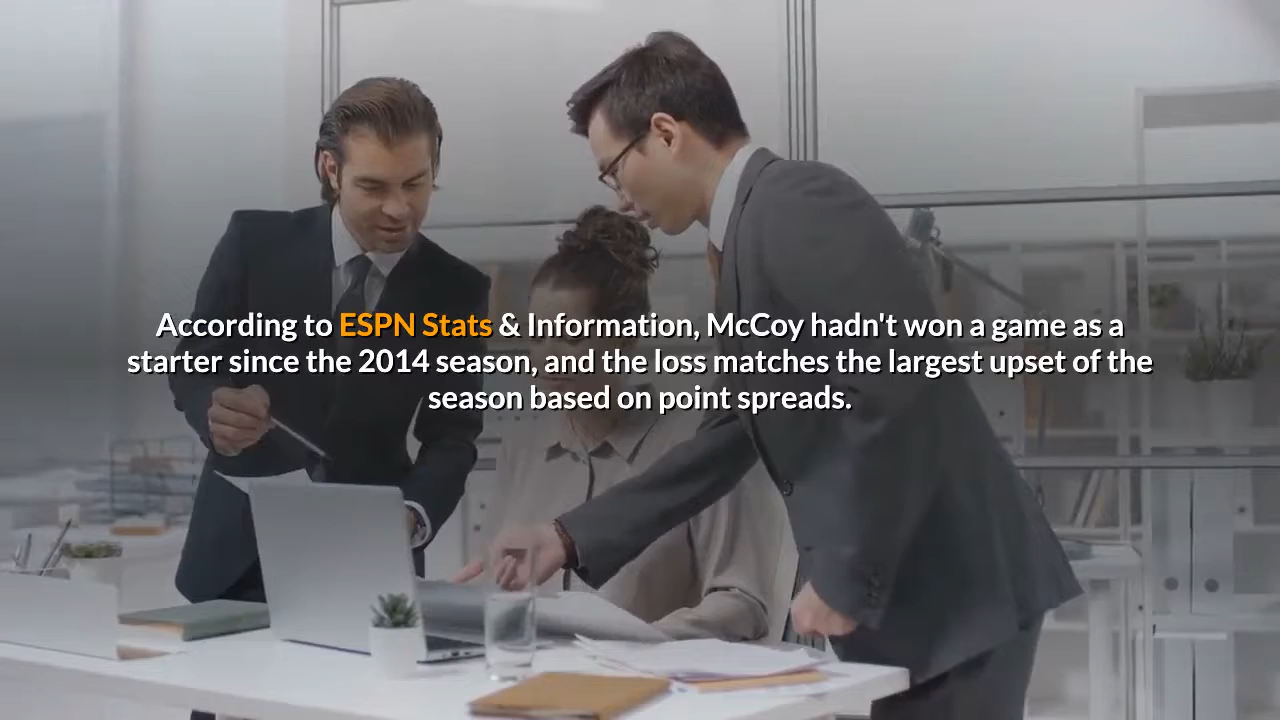 According to ESPN Stats & Information, McCoy hadn't won a game as a
starter since the 2014 season, and the loss matches the largest upset of the
season based on point spreads.